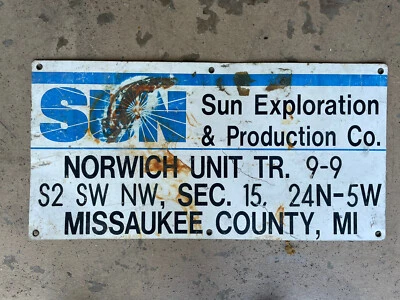 SUN
Sun Exploration
& Production Co.
NORWICH UNIT TR. 9-9
S2 SW NW, SEC. 15. 24N-5W
MISSAUKEE.COUNTY, MI